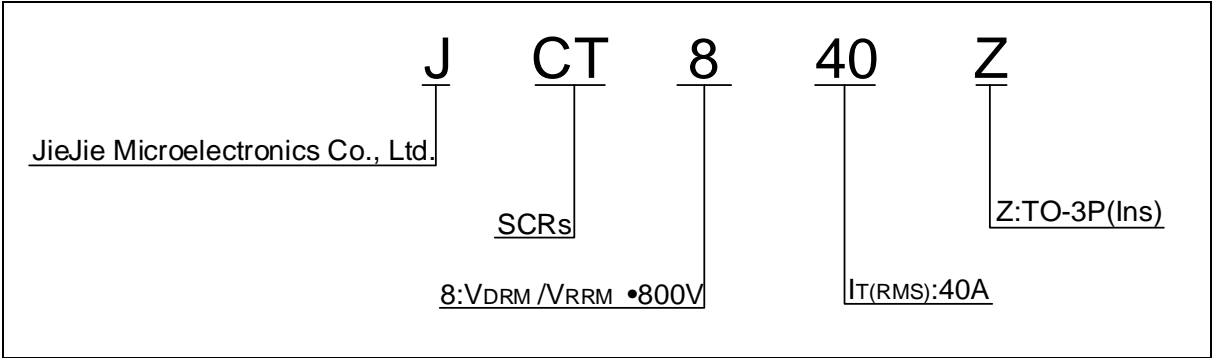 J CT 8 40 Z
JieJie Microelectronics Co., Ltd.
SCRs
Z:TO-3P(Ins)
8:VDRM /VRRM •800V
IT(RMS):40A